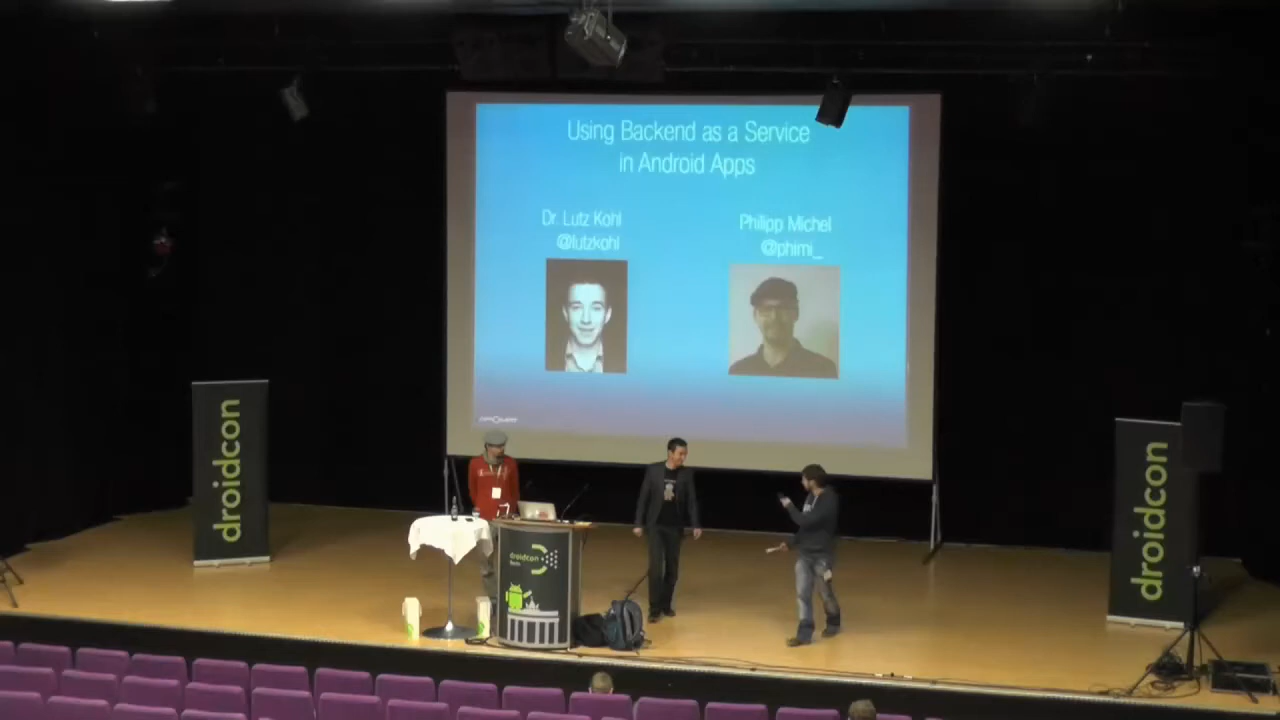 Using Backend as a Service
in Android Apps
Dr. Lutz Kohl
@lutzkohl
Philipp Michel
@phimi_
droidcon
droidcon
droidcon